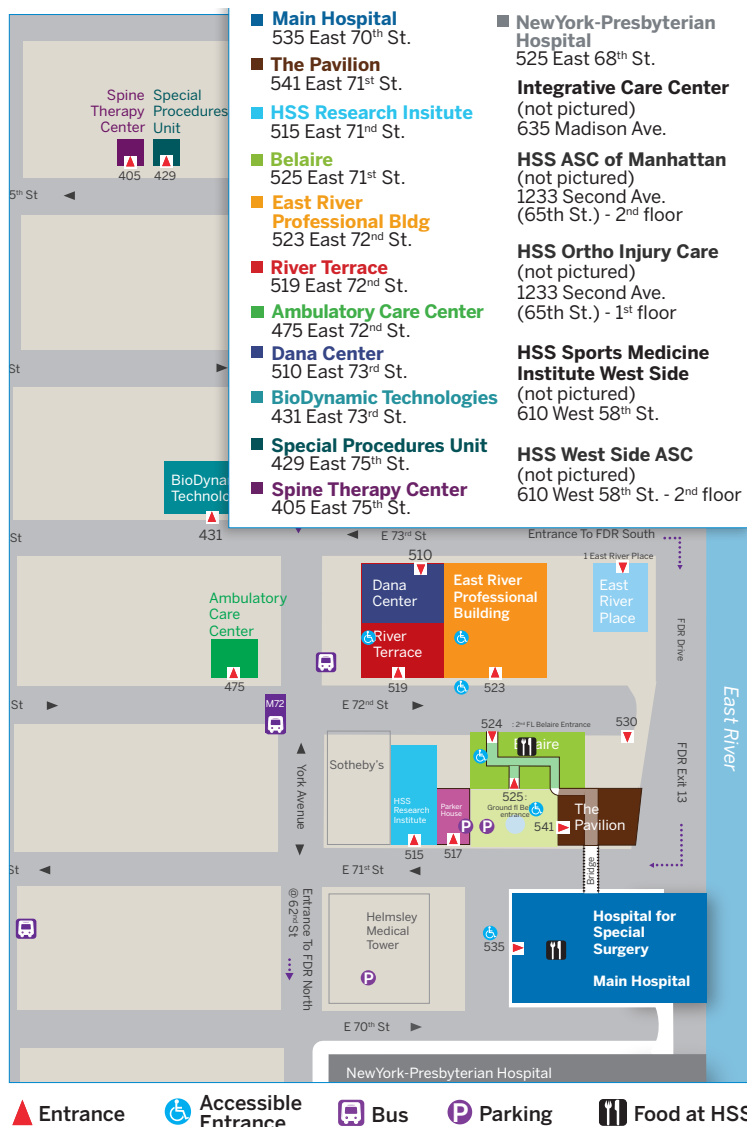 Main Hospital
535 East 70th St.
The Pavilion
541 East 71st St.
HSS Research Insitute
515 East 71nd St.
Belaire
525 East 71st St.
East River
Professional Bldg
523 East 72nd St.
River Terrace
519 East 72nd St.
Ambulatory Care Center
475 East 72nd St.
Dana Center
510 East 73rd St.
BioDynamic Technologies
431 East 73rd St.
Special Procedures Unit
429 East 75th St.
Spine Therapy Center
405 East 75th St.
NewYork-Presbyterian
Hospital
525 East 68th St.
Integrative Care Center
(not pictured)
635 Madison Ave.
HSS ASC of Manhattan
(not pictured)
1233 Second Ave.
(65th St.) - 2nd floor
HSS Ortho Injury Care
(not pictured)
1233 Second Ave.
(65th St.) - 1st floor
HSS Sports Medicine
Institute West Side
(not pictured)
610 West 58th St.
HSS West Side ASC
(not pictured)
610 West 58th St. - 2nd floor
Spine
Therapy
Center
Special
Procedures
Unit
405
429
5th St
St
BioDyna
Technolo
431
St
E 73rd St
Entrance To FDR South
510
1 East River Place
Dana
Center
East River
Professional
Building
East
River
Place
Ambulatory
Care
Center
River
Terrace
FDR Drive
475
519
523
St
M72
E 72nd St
East River
524
: 2nd FL Belaire Entrance
530
Sotheby's
York Avenue
FDR Exit 13
HSS
Research
Institute
Parker
House
P
P
525 :
Ground fl Bel
entrance
541
The
Pavilion
515
517
St
E 71st St
Bridge
Entrance To FDR North
@ 62nd St
Helmsley
Medical
Tower
P
535
Hospital for
Special
Surgery
Main Hospital
E 70th St
NewYork-Presbyterian Hospital
Entrance
Accessible
Entrance
Bus
P
Parking
Food at HSS